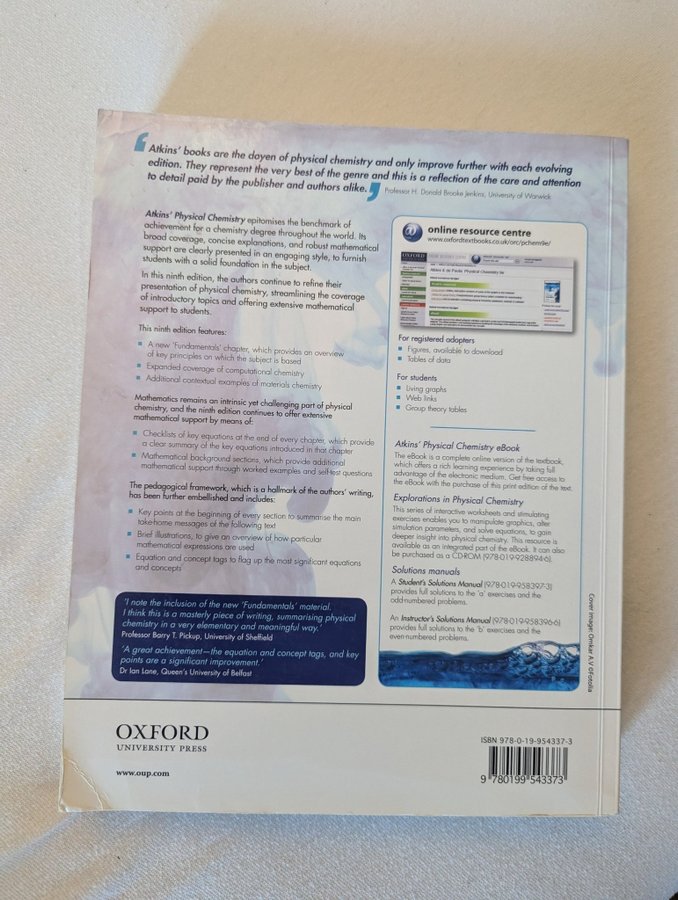 ‘Atkins’ books are the doyen of physical chemistry and only improve further with each evolving
edition. They represent the very best of the genre and this is a reflection of the care and attention
to detail paid by the publisher and authors alike.’ Professor H. Donald Brooke Jenkins, University of Warwick
Atkins’ Physical Chemistry epitomises the benchmark of
achievement for a chemistry degree throughout the world. Its
broad coverage, concise explanations, and robust mathematical
support are clearly presented in an engaging style, to furnish
students with a solid foundation in the subject.
In this ninth edition, the authors continue to refine their
presentation of physical chemistry, streamlining the coverage
of introductory topics and offering extensive mathematical
support to students.
This ninth edition features:
A new ‘Fundamentals’ chapter, which provides an overview
of key principles on which the subject is based
Expanded coverage of computational chemistry
Additional contextual examples of materials chemistry
Mathematics remains an intrinsic yet challenging part of physical
chemistry, and the ninth edition continues to offer extensive
mathematical support by means of:
Checklists of key equations at the end of every chapter, which provide
a clear summary of the key equations introduced in that chapter
Mathematical background sections, which provide additional
mathematical support through worked examples and self-test questions
The pedagogical framework, which is a hallmark of the authors’ writing,
has been further embellished and includes:
Key points at the beginning of every section to summarise the main
take-home messages of the following text
Brief illustrations, to give an overview of how particular
mathematical expressions are used
Equation and concept tags to flag up the most significant equations
and concepts
‘I note the inclusion of the new ‘Fundamentals’ material.
I think this is a masterly piece of writing, summarising physical
chemistry in a very elementary and meaningful way.’
Professor Barry T. Pickup, University of Sheffield
‘A great achievement—the equation and concept tags, and key
points are a significant improvement.’
Dr Ian Lane, Queen’s University of Belfast
online resource centre
www.oxfordtextbooks.co.uk/orc/pchem9e/
OXFORD
Atkins & de Paula: Physical Chemistry 9e
For registered adopters
Figures, available to download
Tables of data
For students
Living graphs
Web links
Group theory tables
Atkins’ Physical Chemistry eBook
The eBook is a complete online version of the textbook,
which offers a rich learning experience by taking full
advantage of the electronic medium. Get free access to
the eBook with the purchase of this print edition of the text.
Explorations in Physical Chemistry
This series of interactive worksheets and stimulating
exercises enables you to manipulate graphics, alter
simulation parameters, and solve equations, to gain
deeper insight into physical chemistry. This resource is
available as an integrated part of the eBook. It can also
be purchased as a CD-ROM (978-019-928894-6).
Solutions manuals
A Student’s Solutions Manual (978-019-958397-3)
provides full solutions to the ‘a’ exercises and the
odd-numbered problems.
An Instructor’s Solutions Manual (978-019-958396-6)
provides full solutions to the ‘b’ exercises and the
even-numbered problems.
Cover image: Omkar A.V ©Fotolia
OXFORD
UNIVERSITY PRESS
www.oup.com
ISBN 978-0-19-954337-3
9 780199 543373